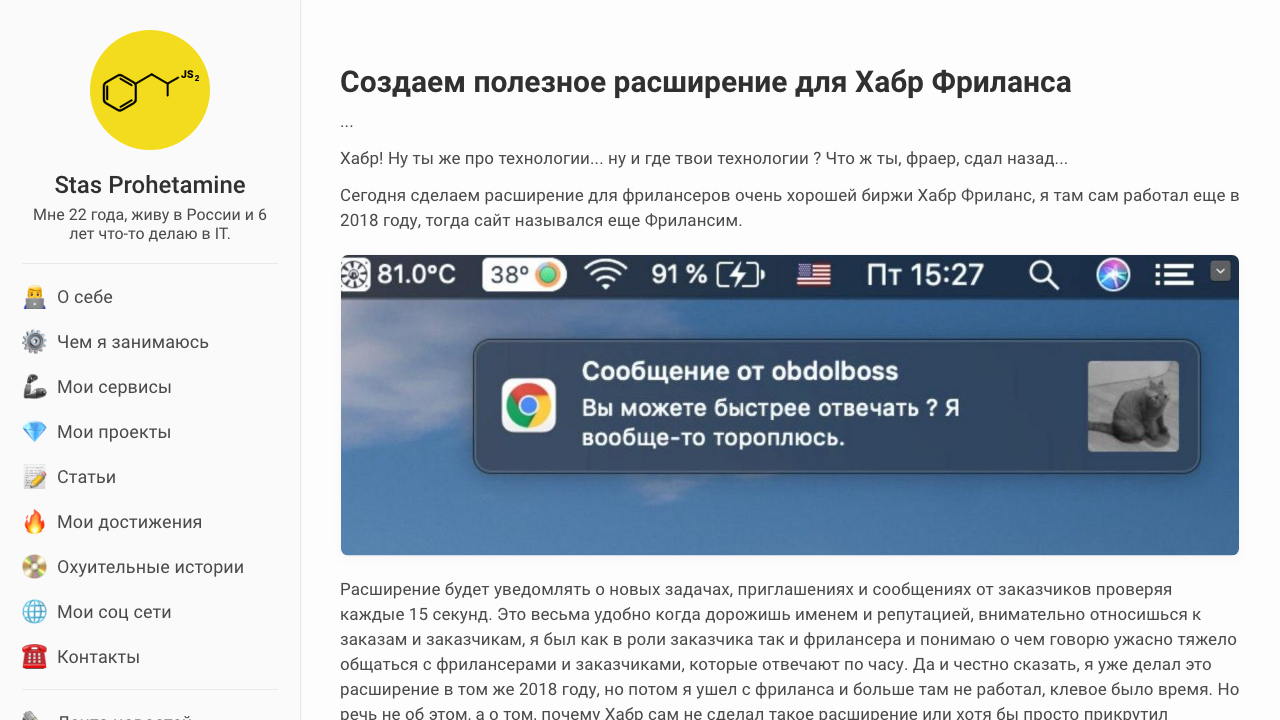 JS2
Stas Prohetamine
Мне 22 года, живу в России и 6
лет что-то делаю в IT.
О себе
Чем я занимаюсь
Мои сервисы
Мои проекты
Статьи
Мои достижения
Охуительные истории
Мои соц сети
Контакты
Создаем полезное расширение для Хабр Фриланса
...
Хабр! Ну ты же про технологии... ну и где твои технологии ? Что ж ты, фраер, сдал назад...
Сегодня сделаем расширение для фрилансеров очень хорошей биржи Хабр Фриланс, я там сам работал еще в
2018 году, тогда сайт назывался еще Фрилансим.
81.0°C 38° 91 % Пт 15:27
Сообщение от obdolboss
Вы можете быстрее отвечать ? Я
вообще-то тороплюсь.
Расширение будет уведомлять о новых задачах, приглашениях и сообщениях от заказчиков проверяя
каждые 15 секунд. Это весьма удобно когда дорожишь именем и репутацией, внимательно относишься к
заказам и заказчикам, я был как в роли заказчика так и фрилансера и понимаю о чем говорю ужасно тяжело
общаться с фрилансерами и заказчиками, которые отвечают по часу. Да и честно сказать, я уже делал это
расширение в том же 2018 году, но потом я ушел с фриланса и больше там не работал, клевое было время. Но
речь не об этом, а о том, почему Хабр сам не сделал такое расширение или хотя бы просто прикрутил